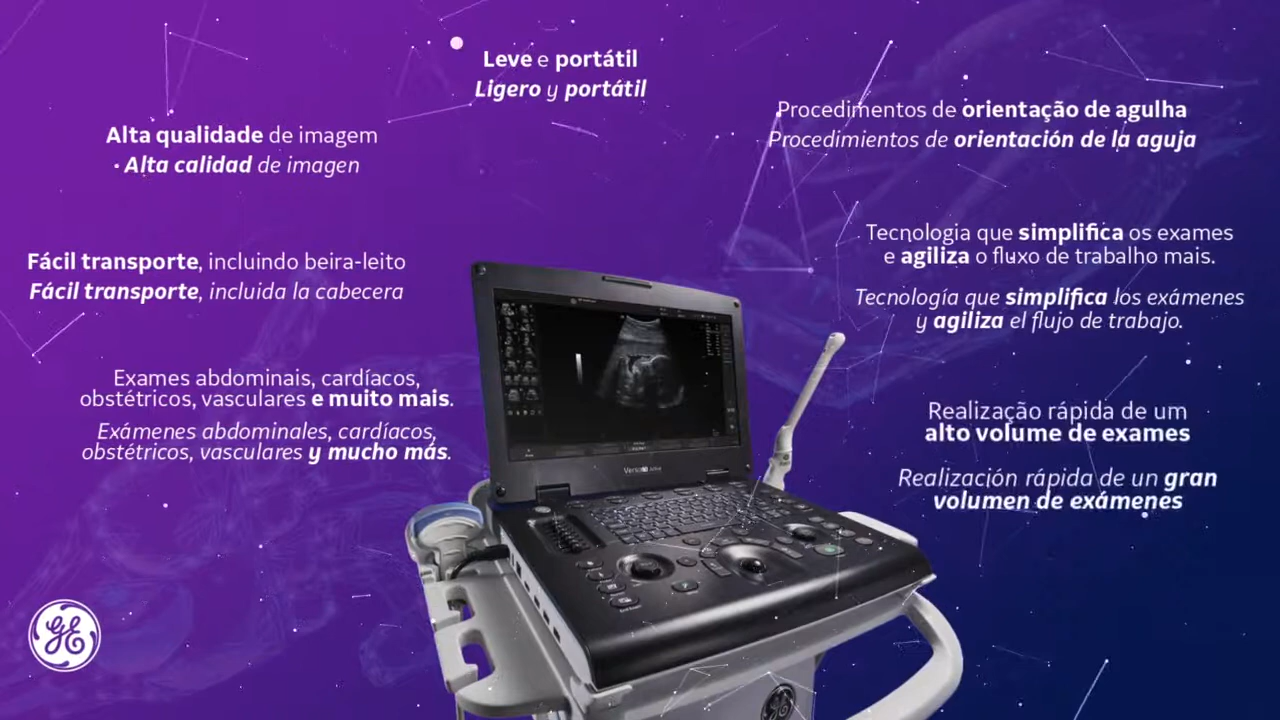 Leve e portátil
Ligero y portátil
Alta qualidade de imagem
Alta calidad de imagen
Procedimentos de orientação de agulha
Procedimientos de orientación de la aguja
Fácil transporte, incluindo beira-leito
Fácil transporte, incluida la cabecera
Tecnologia que simplifica os exames
e agiliza o fluxo de trabalho mais.
Tecnología que simplifica los exámenes
y agiliza el flujo de trabajo.
Exames abdominais, cardíacos,
obstétricos, vasculares e muito mais.
Exámenes abdominales, cardíacos,
obstétricos, vasculares y mucho más.
Realização rápida de um
alto volume de exames
Realización rápida de un gran
volumen de exámenes
Versana Active
GE
GE